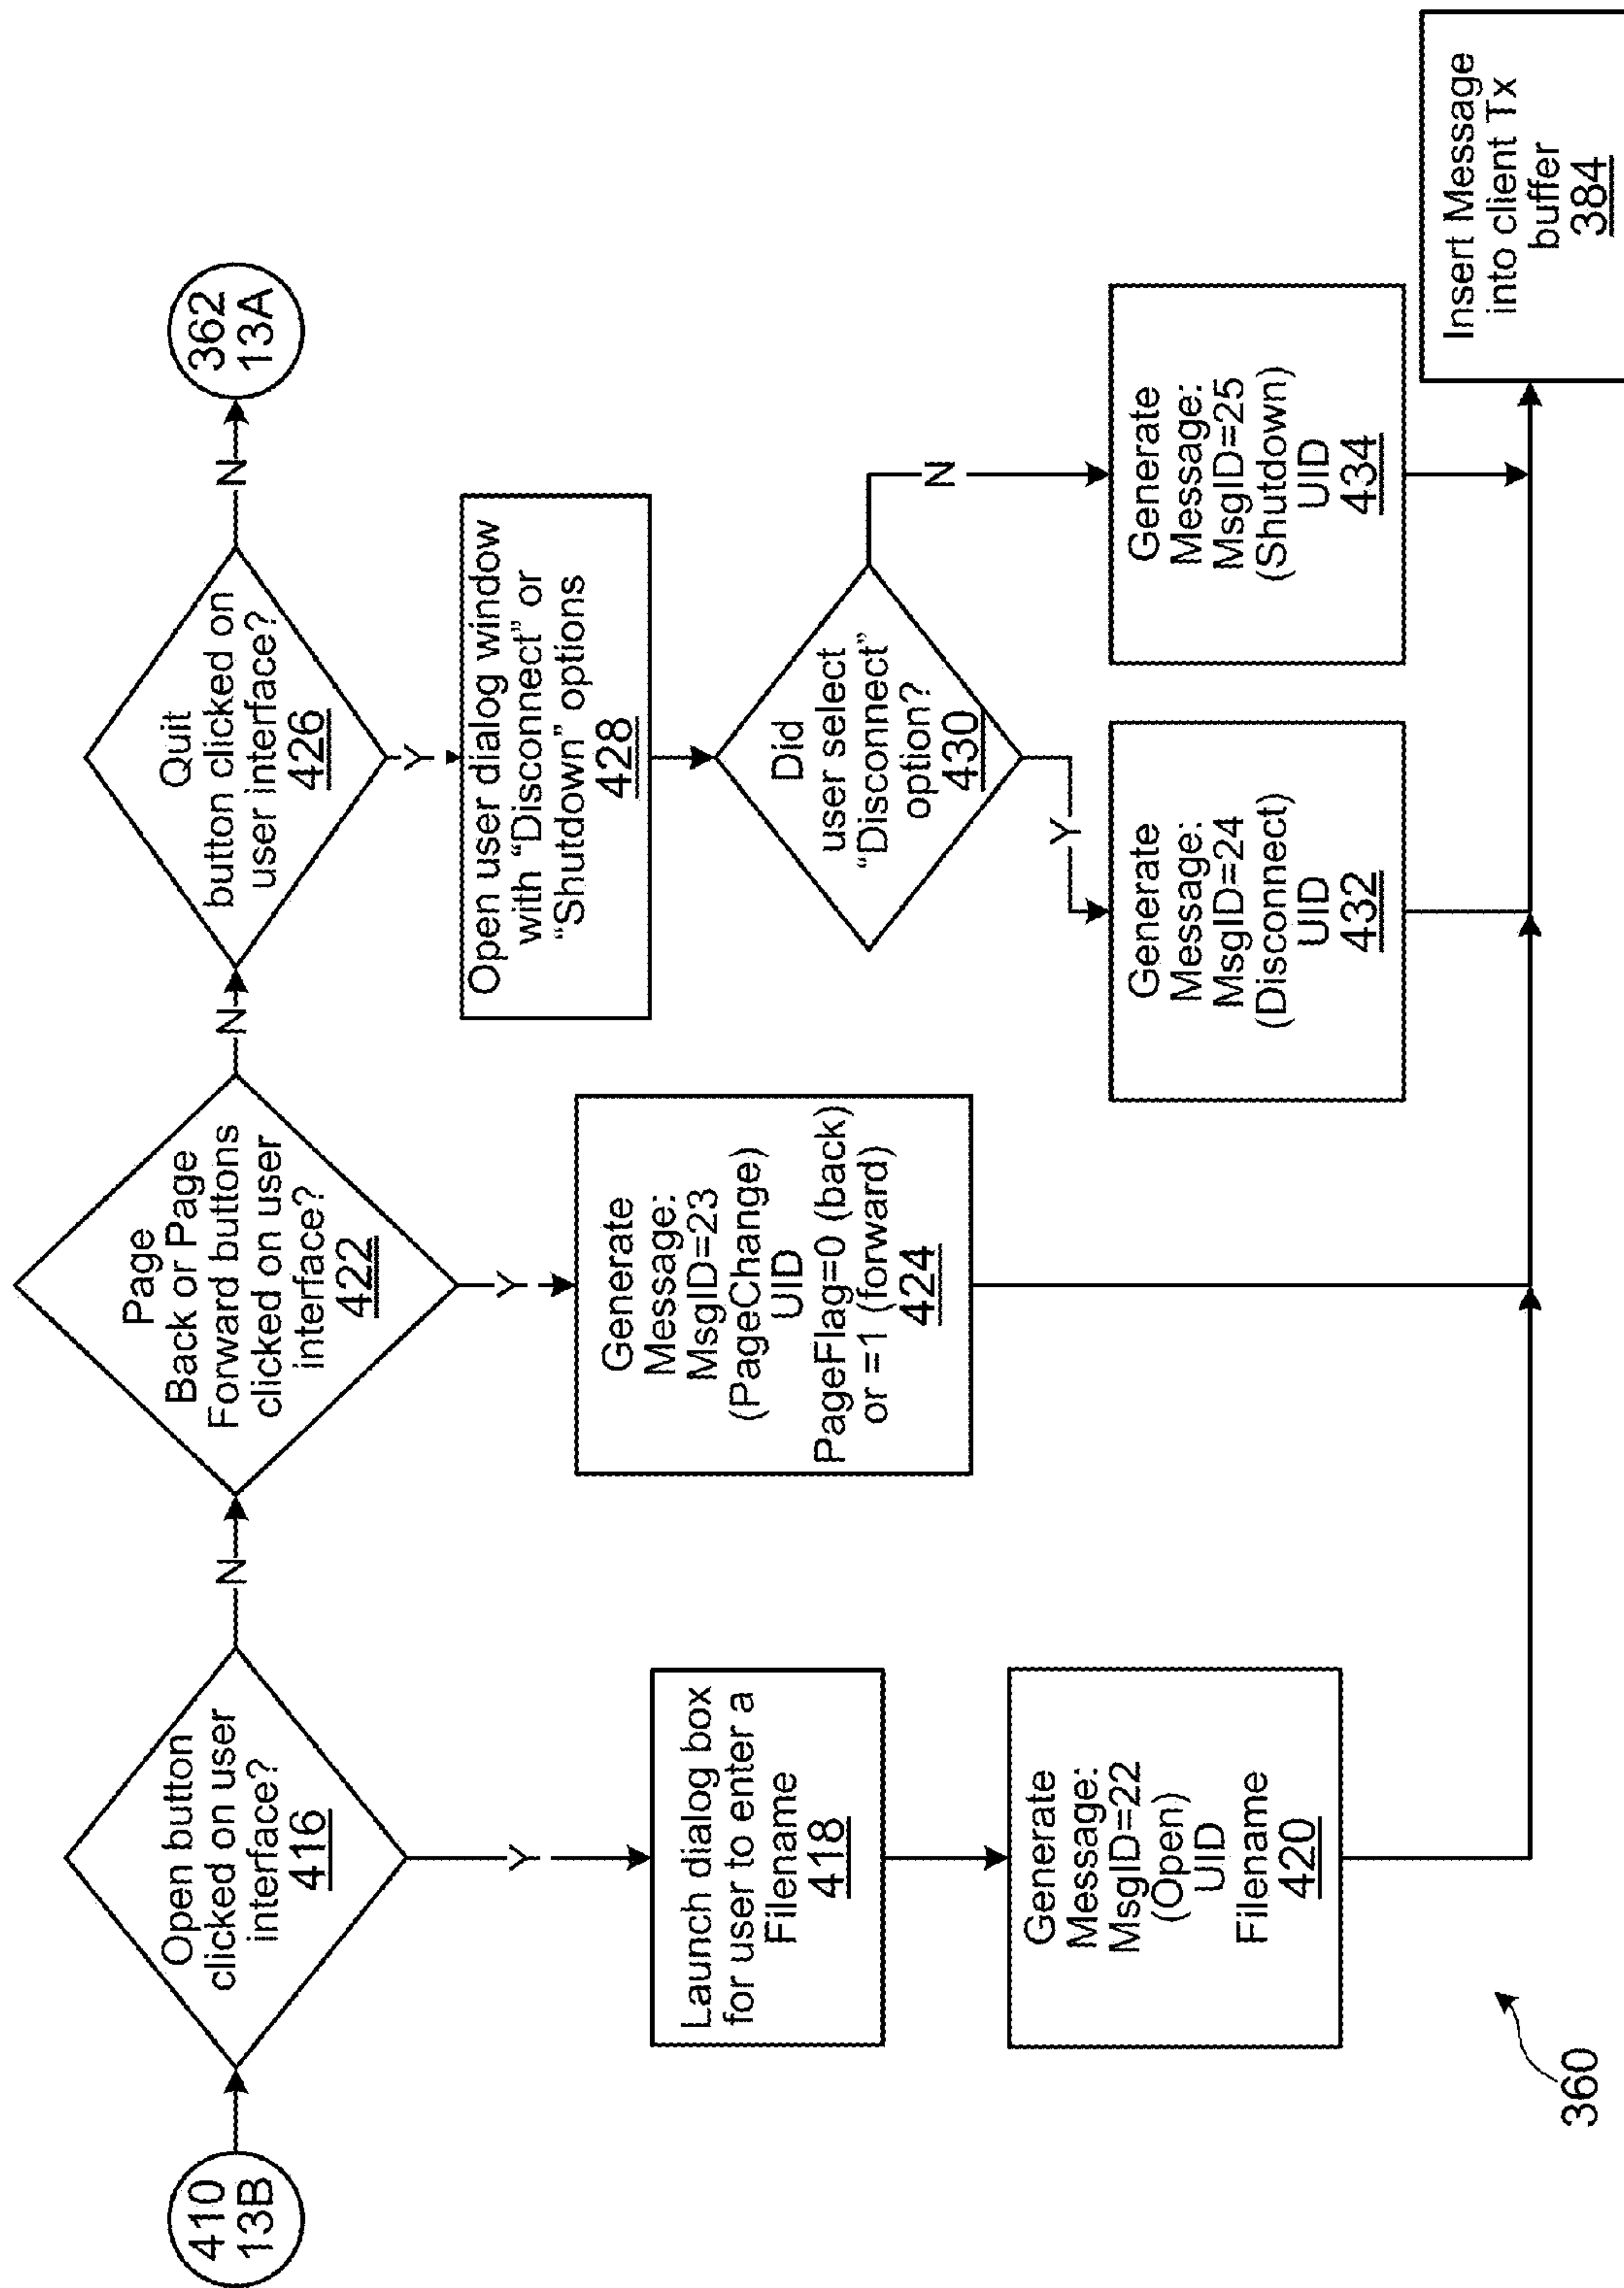 410
13B
Open button
clicked on user
interface?
416
N
Page
Back or Page
Forward buttons
clicked on user
interface?
422
N
Quit
button clicked on
user interface?
426
N
362
13A
Y
Launch dialog box
for user to enter a
Filename
418
Generate
Message:
MsgID=22
(Open)
UID
Filename
420
Y
Generate
Message:
MsgID=23
(PageChange)
UID
PageFlag=0 (back)
or =1 (forward)
424
Y
Open user dialog window
with “Disconnect” or
“Shutdown” options
428
Did
user select
“Disconnect”
option?
430
Y
N
Generate
Message:
MsgID=24
(Disconnect)
UID
432
Generate
Message:
MsgID=25
(Shutdown)
UID
434
Insert Message
into client Tx
buffer
384
360